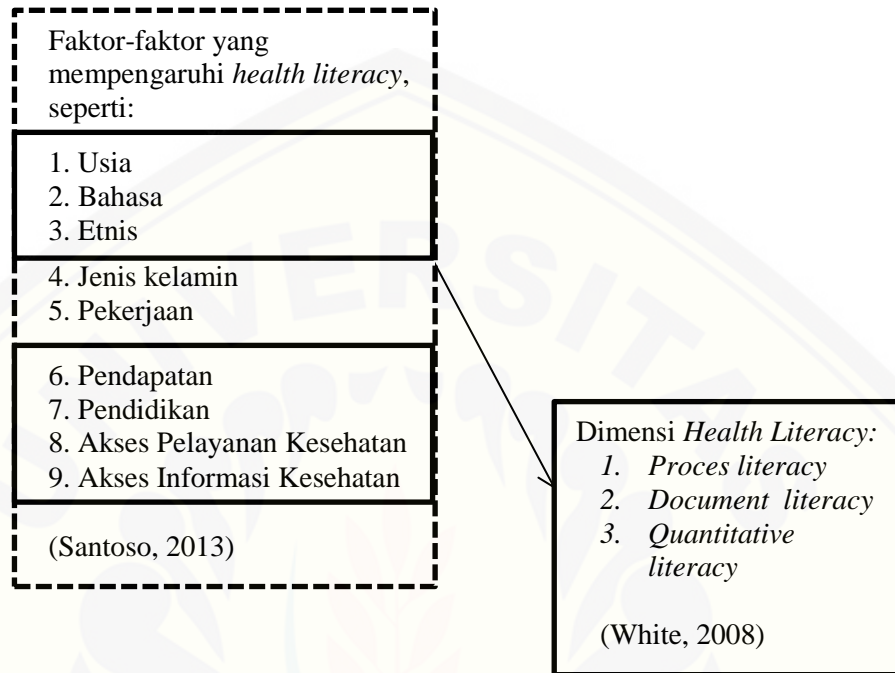 Faktor-faktor yang
mempengaruhi health literacy,
seperti:
1. Usia
2. Bahasa
3. Etnis
4. Jenis kelamin
5. Pekerjaan
6. Pendapatan
7. Pendidikan
8. Akses Pelayanan Kesehatan
9. Akses Informasi Kesehatan
(Santoso, 2013)
Dimensi Health Literacy:
1. Proces literacy
2. Document literacy
3. Quantitative
literacy
(White, 2008)
UNIVERSITAS